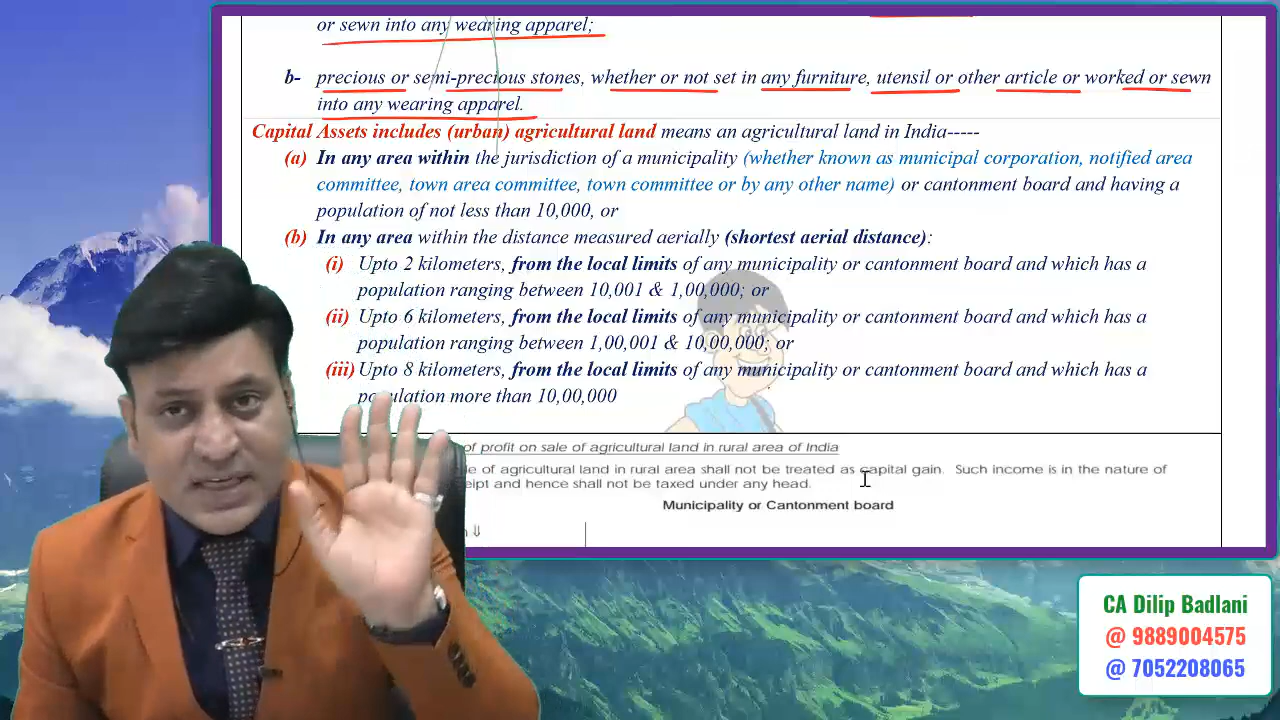 or sewn into any wearing apparel;
b- precious or semi-precious stones, whether or not set in any furniture, utensil or other article or worked or sewn
into any wearing apparel.
Capital Assets includes (urban) agricultural land means an agricultural land in India-----
(a) In any area within the jurisdiction of a municipality (whether known as municipal corporation, notified area
committee, town area committee, town committee or by any other name) or cantonment board and having a
population of not less than 10,000, or
(b) In any area within the distance measured aerially (shortest aerial distance):
(i) Upto 2 kilometers, from the local limits of any municipality or cantonment board and which has a
population ranging between 10,001 & 1,00,000; or
(ii) Upto 6 kilometers, from the local limits of any municipality or cantonment board and which has a
population ranging between 1,00,001 & 10,00,000; or
(iii) Upto 8 kilometers, from the local limits of any municipality or cantonment board and which has a
population more than 10,00,000
of profit on sale of agricultural land in rural area of India
of agricultural land in rural area shall not be treated as capital gain. Such income is in the nature of
and hence shall not be taxed under any head.
Municipality or Cantonment board
⇓
CA Dilip Badlani
@ 9889004575
@ 7052208065